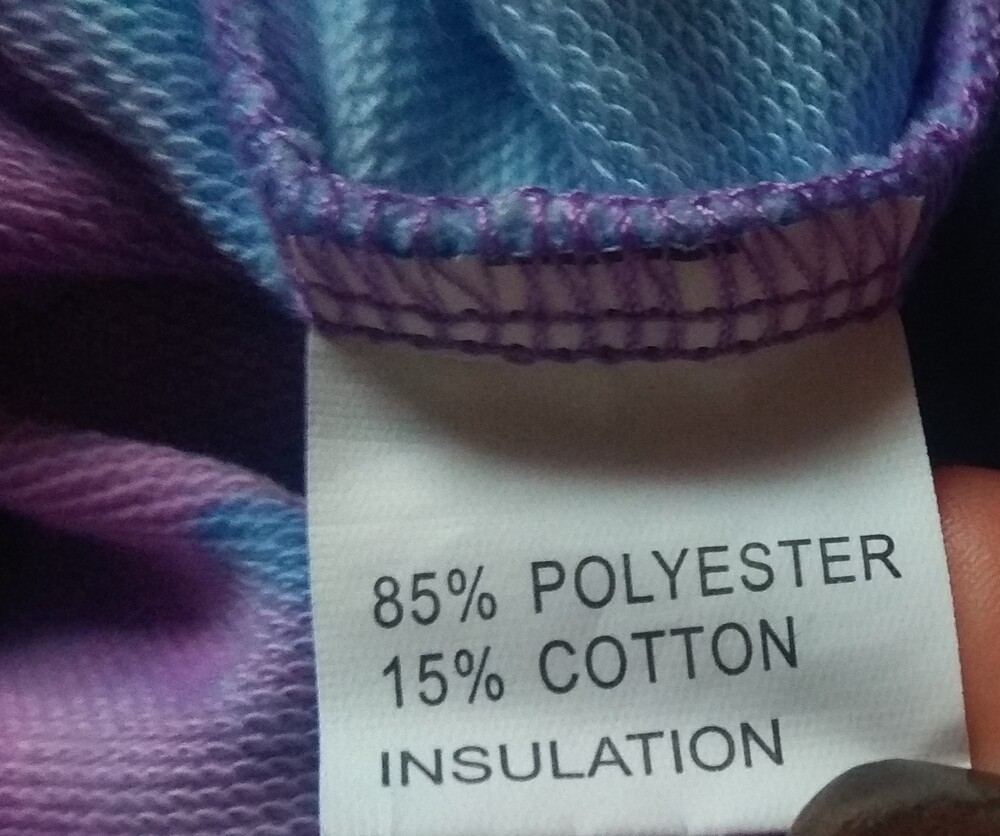 85% POLYESTER
15% COTTON
INSULATION